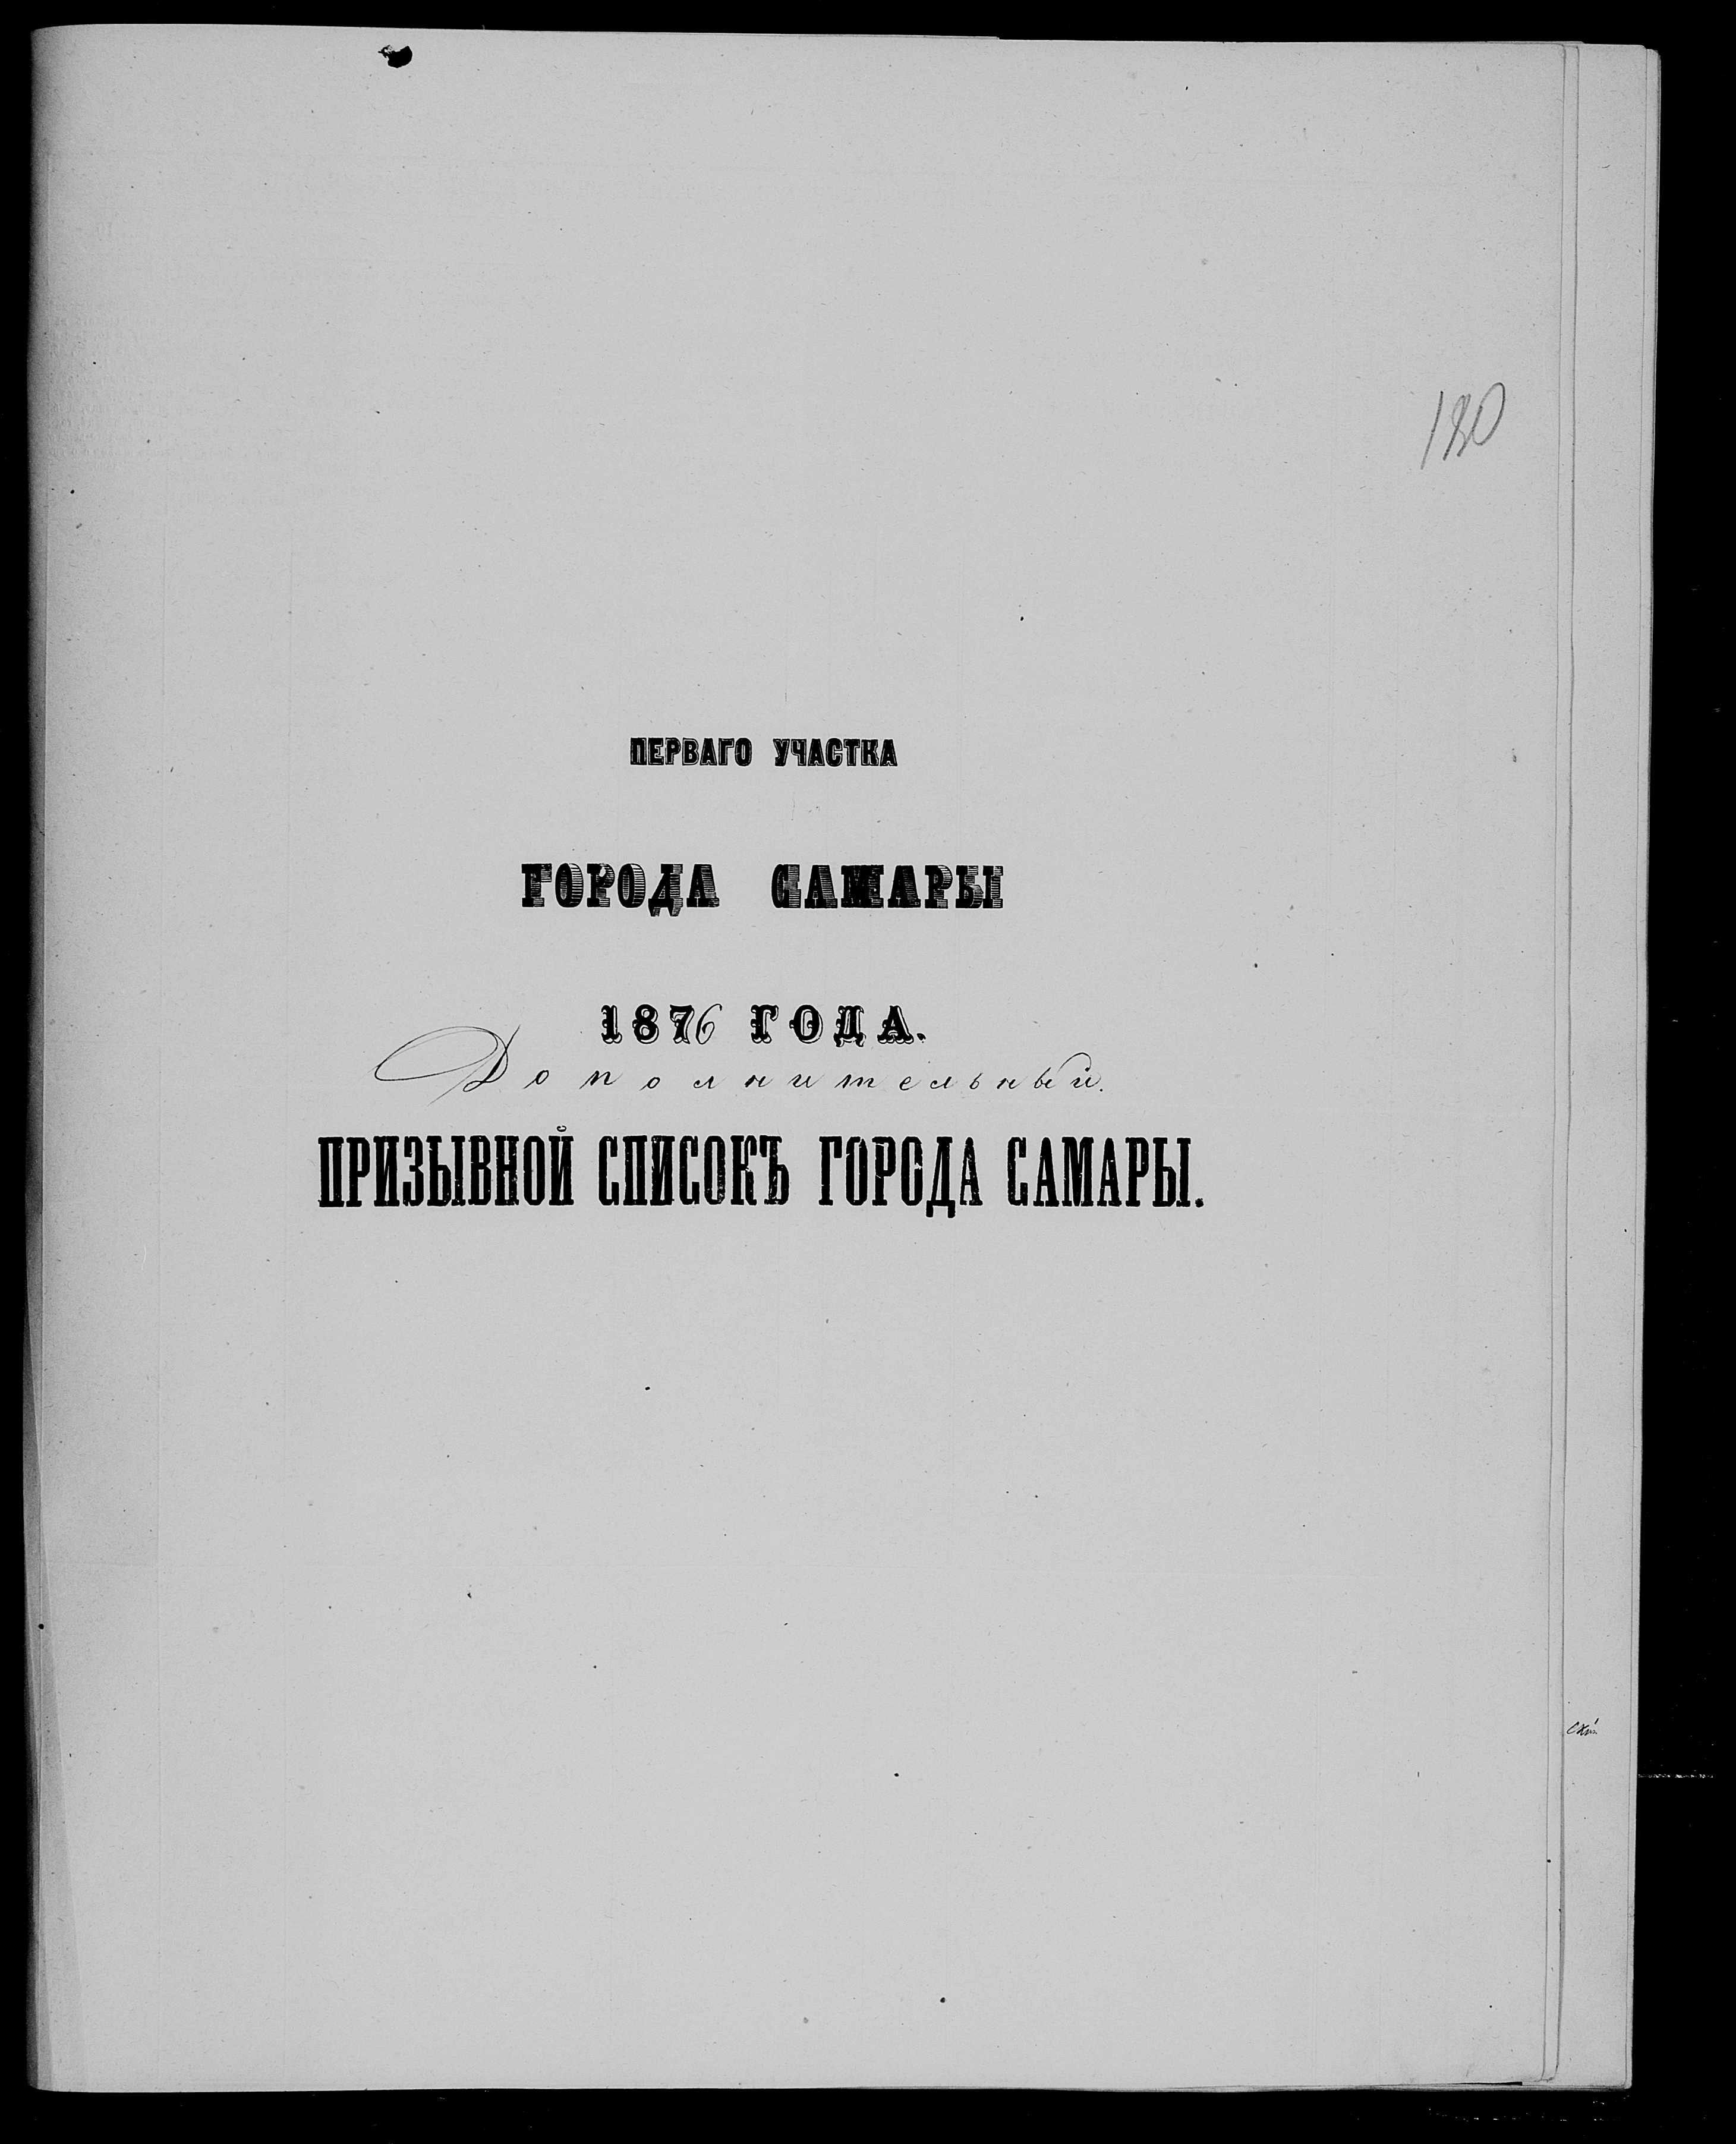 180
ПЕРВАГО УЧАСТКА
ГОРОДА САМАРЫ
1876 ГОДА.
Дополнительный.
ПРИЗЫВНОЙ СПИСОКЪ ГОРОДА САМАРЫ.